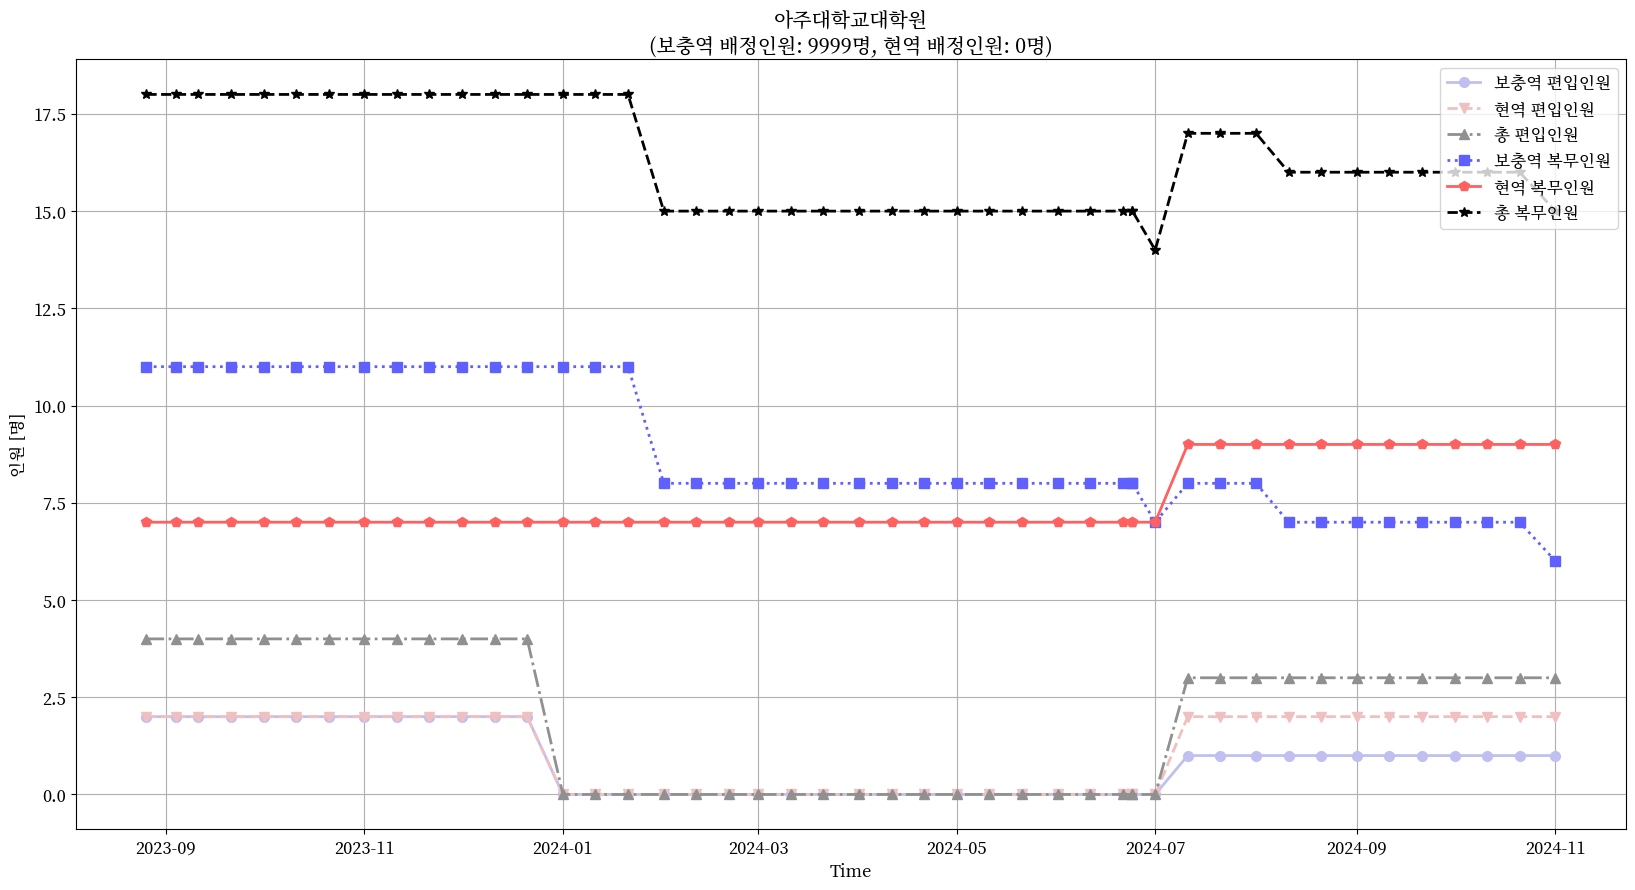 아주대학교대학원
(보충역 배정인원: 9999명, 현역 배정인원: 0명)
보충역 편입인원
현역 편입인원
총 편입인원
보충역 복무인원
현역 복무인원
총 복무인원
인원 [명]
17.5
15.0
12.5
10.0
7.5
5.0
2.5
0.0
2023-09
2023-11
2024-01
2024-03
2024-05
2024-07
2024-09
2024-11
Time